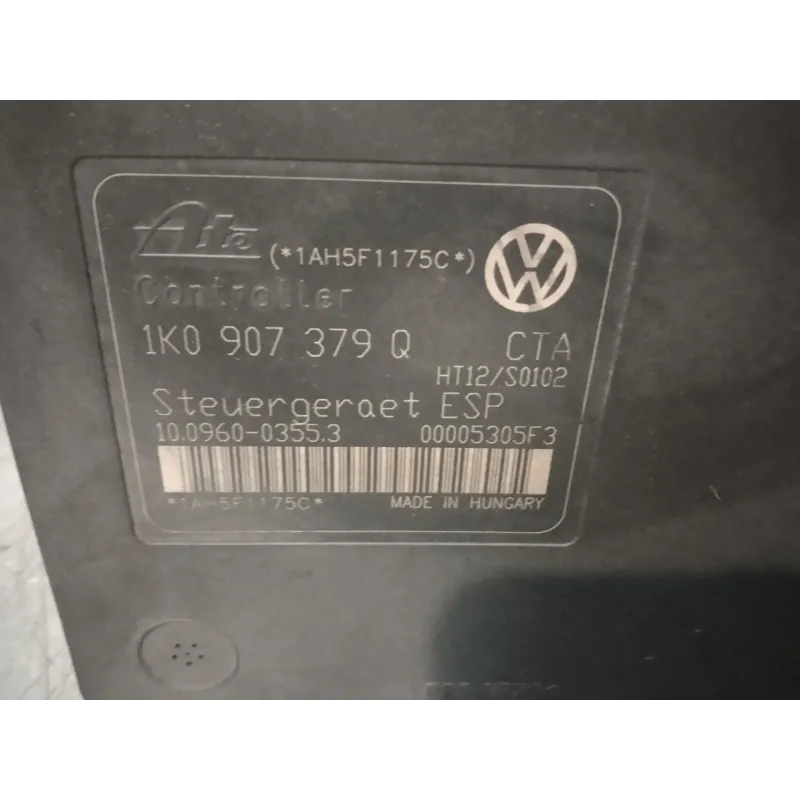 Ate (*1AH5F1175C*)
Controller
1K0 907 379 Q CTA
HT12/S0102
Steuergeraet ESP
10.0960-0355.3 00005305F3
*1AH5F1175C* MADE IN HUNGARY